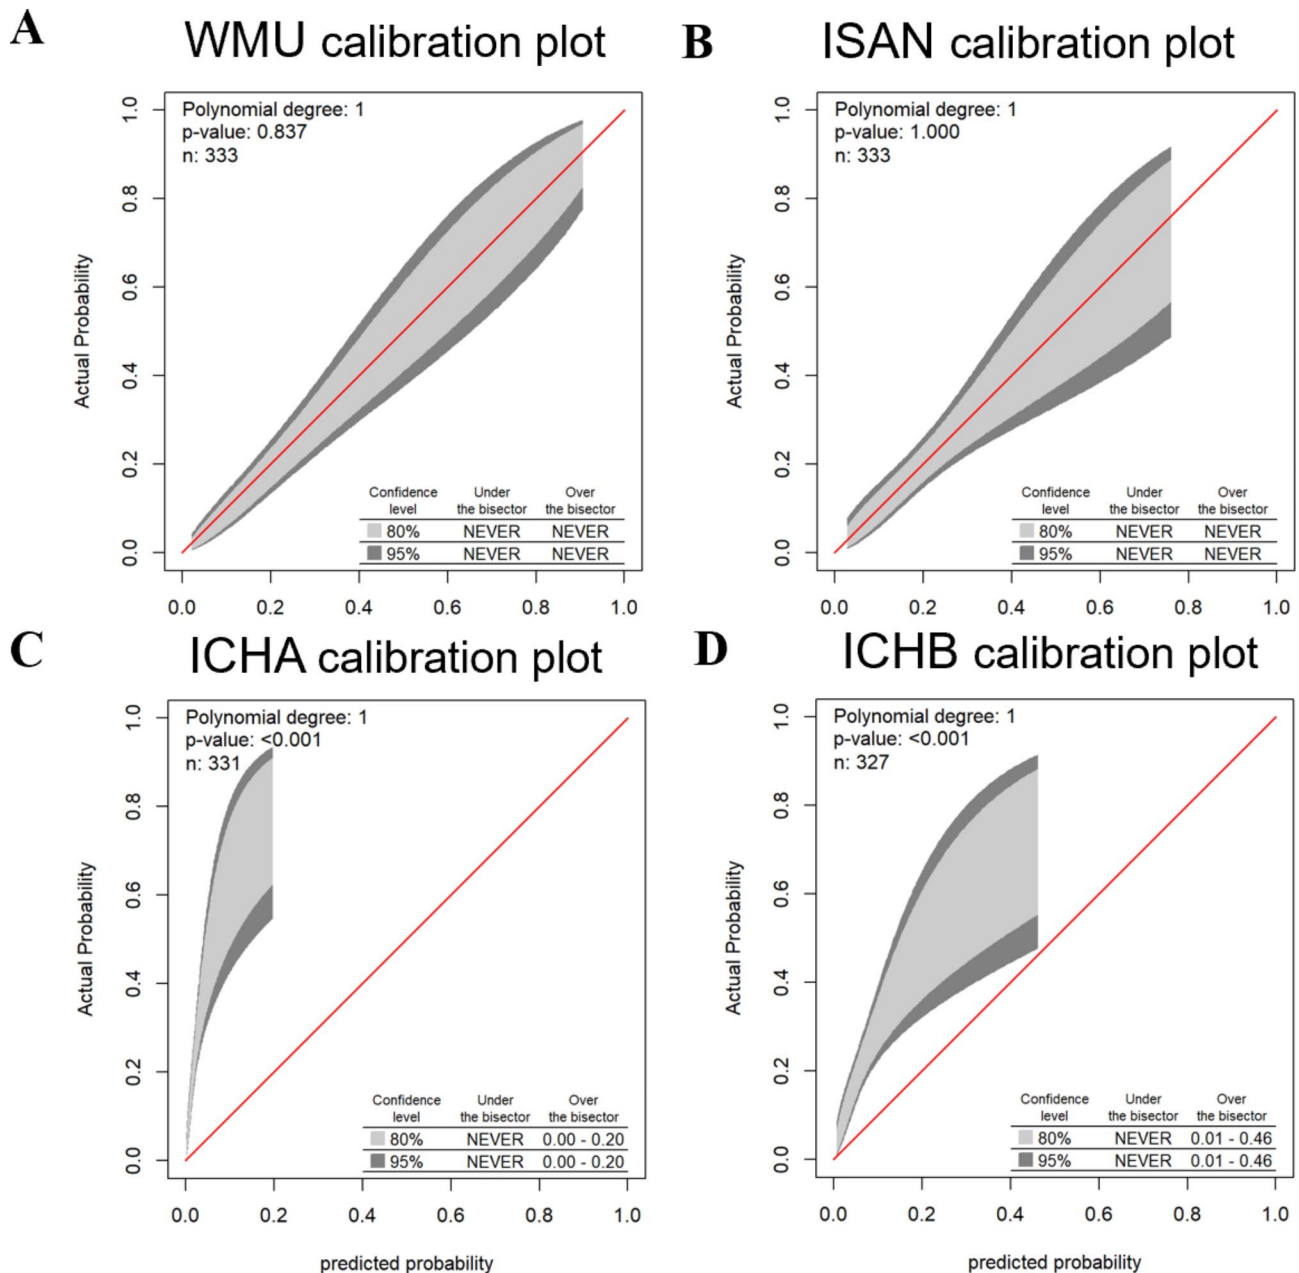 A
WMU calibration plot
Polynomial degree: 1
p-value: 0.837
n: 333
Actual Probability
1.0
0.8
0.6
0.4
0.2
0.0
Confidence level Under the bisector Over the bisector
80% NEVER NEVER
95% NEVER NEVER
0.0 0.2 0.4 0.6 0.8 1.0
B
ISAN calibration plot
Polynomial degree: 1
p-value: 1.000
n: 333
Actual Probability
1.0
0.8
0.6
0.4
0.2
0.0
Confidence level Under the bisector Over the bisector
80% NEVER NEVER
95% NEVER NEVER
0.0 0.2 0.4 0.6 0.8 1.0
C
ICHA calibration plot
Polynomial degree: 1
p-value: <0.001
n: 331
Actual Probability
1.0
0.8
0.6
0.4
0.2
0.0
Confidence level Under the bisector Over the bisector
80% NEVER 0.00 - 0.20
95% NEVER 0.00 - 0.20
0.0 0.2 0.4 0.6 0.8 1.0
predicted probability
D
ICHB calibration plot
Polynomial degree: 1
p-value: <0.001
n: 327
Actual Probability
1.0
0.8
0.6
0.4
0.2
0.0
Confidence level Under the bisector Over the bisector
80% NEVER 0.01 - 0.46
95% NEVER 0.01 - 0.46
0.0 0.2 0.4 0.6 0.8 1.0
predicted probability